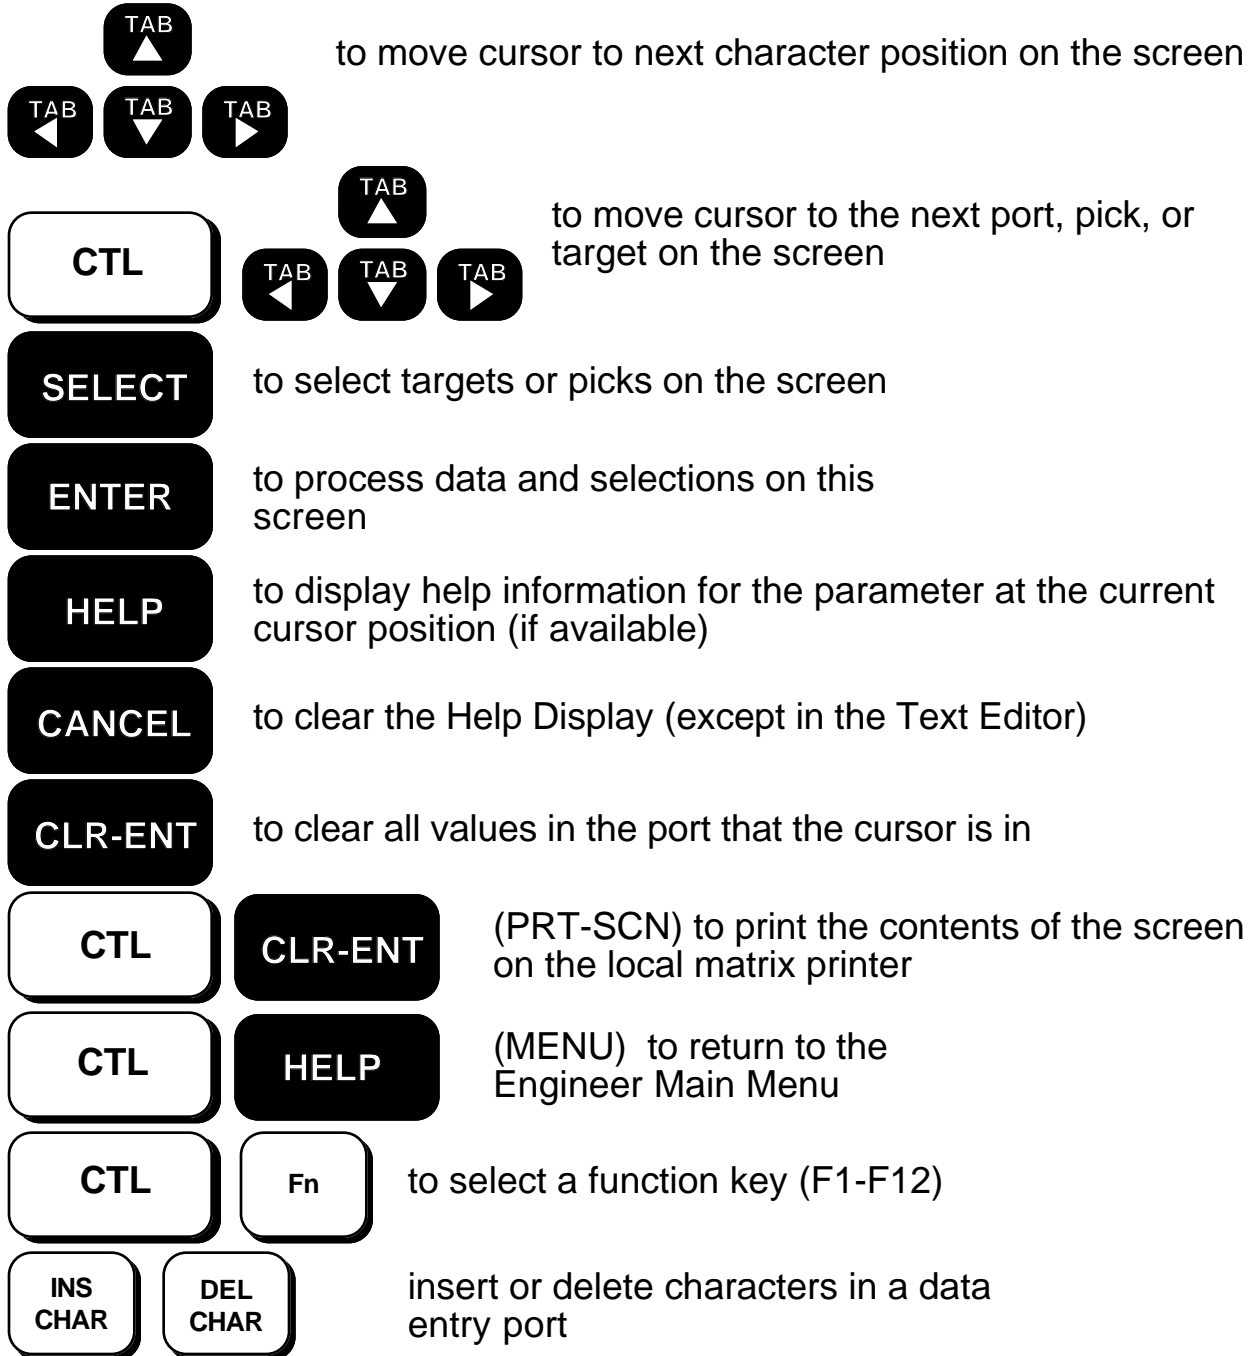 TAB
to move cursor to next character position on the screen
TAB TAB TAB
TAB
to move cursor to the next port, pick, or
target on the screen
CTL
TAB TAB TAB
SELECT
to select targets or picks on the screen
ENTER
to process data and selections on this
screen
HELP
to display help information for the parameter at the current
cursor position (if available)
CANCEL
to clear the Help Display (except in the Text Editor)
CLR-ENT
to clear all values in the port that the cursor is in
CTL
CLR-ENT
(PRT-SCN) to print the contents of the screen
on the local matrix printer
CTL
HELP
(MENU) to return to the
Engineer Main Menu
CTL
Fn
to select a function key (F1-F12)
INS
CHAR
DEL
CHAR
insert or delete characters in a data
entry port